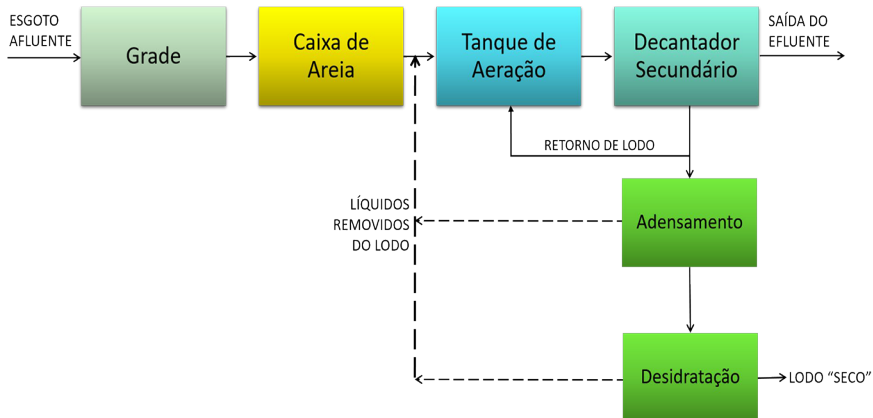 ESGOTO
AFLUENTE
Grade
Caixa de
Areia
Tanque de
Aeração
Decantador
Secundário
SAÍDA DO
EFLUENTE
RETORNO DE LODO
LÍQUIDOS
REMOVIDOS
DO LODO
Adensamento
Desidratação
LODO “SECO”